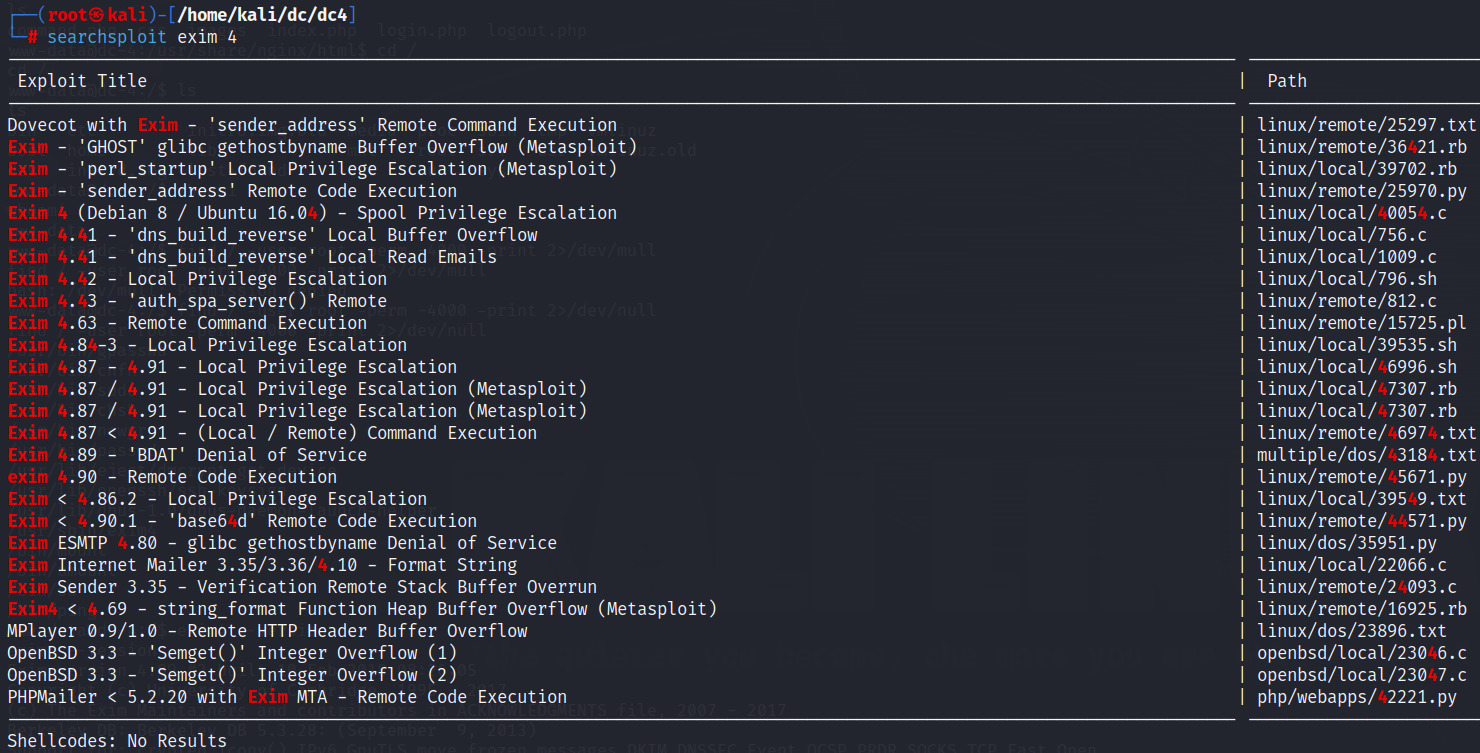 ┌──(root㉿kali)-[/home/kali/dc/dc4]
└─# searchsploit exim 4
Exploit Title | Path
Dovecot with Exim - 'sender_address' Remote Command Execution | linux/remote/25297.txt
Exim - 'GHOST' glibc gethostbyname Buffer Overflow (Metasploit) | linux/remote/36421.rb
Exim - 'perl_startup' Local Privilege Escalation (Metasploit) | linux/local/39702.rb
Exim - 'sender_address' Remote Code Execution | linux/remote/25970.py
Exim 4 (Debian 8 / Ubuntu 16.04) - Spool Privilege Escalation | linux/local/40054.c
Exim 4.41 - 'dns_build_reverse' Local Buffer Overflow | linux/local/756.c
Exim 4.41 - 'dns_build_reverse' Local Read Emails | linux/local/1009.c
Exim 4.42 - Local Privilege Escalation | linux/local/796.sh
Exim 4.43 - 'auth_spa_server()' Remote | linux/remote/812.c
Exim 4.63 - Remote Command Execution | linux/remote/15725.pl
Exim 4.84-3 - Local Privilege Escalation | linux/local/39535.sh
Exim 4.87 - 4.91 - Local Privilege Escalation | linux/local/46996.sh
Exim 4.87 / 4.91 - Local Privilege Escalation (Metasploit) | linux/local/47307.rb
Exim 4.87 / 4.91 - Local Privilege Escalation (Metasploit) | linux/local/47307.rb
Exim 4.87 < 4.91 - (Local / Remote) Command Execution | linux/remote/46974.txt
Exim 4.89 - 'BDAT' Denial of Service | multiple/dos/43184.txt
exim 4.90 - Remote Code Execution | linux/remote/45671.py
Exim < 4.86.2 - Local Privilege Escalation | linux/local/39549.txt
Exim < 4.90.1 - 'base64d' Remote Code Execution | linux/remote/44571.py
Exim ESMTP 4.80 - glibc gethostbyname Denial of Service | linux/dos/35951.py
Exim Internet Mailer 3.35/3.36/4.10 - Format String | linux/local/22066.c
Exim Sender 3.35 - Verification Remote Stack Buffer Overrun | linux/remote/24093.c
Exim4 < 4.69 - string_format Function Heap Buffer Overflow (Metasploit) | linux/remote/16925.rb
MPlayer 0.9/1.0 - Remote HTTP Header Buffer Overflow | linux/dos/23896.txt
OpenBSD 3.3 - 'Semget()' Integer Overflow (1) | openbsd/local/23046.c
OpenBSD 3.3 - 'Semget()' Integer Overflow (2) | openbsd/local/23047.c
PHPMailer < 5.2.20 with Exim MTA - Remote Code Execution | php/webapps/42221.py
Shellcodes: No Results